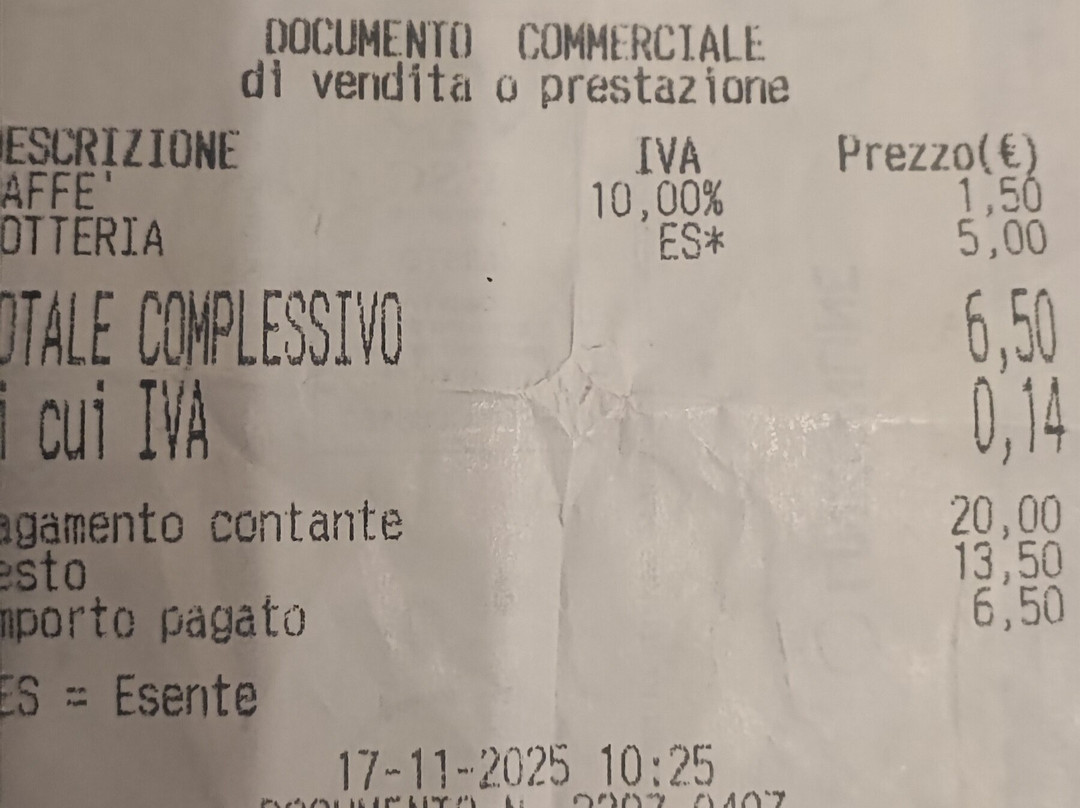 DOCUMENTO COMMERCIALE
di vendita o prestazione
ESCRIZIONE IVA Prezzo(€)
AFFE' 10,00% 1,50
OTTERIA ES* 5,00
OTALE COMPLESSIVO 6,50
i cui IVA 0,14
agamento contante 20,00
esto 13,50
mporto pagato 6,50
ES = Esente
17-11-2025 10:25
DOCUMENTO N.